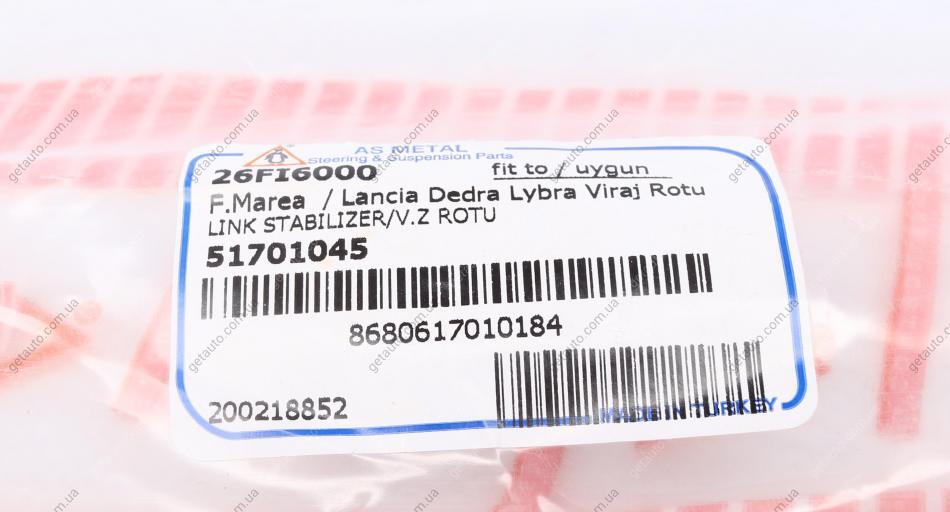 AS METAL
Steering & Suspension Parts
26FI6000 fit to / uygun
F.Marea / Lancia Dedra Lybra Viraj Rotu
LINK STABILIZER/V.Z ROTU
51701045
8680617010184
200218852
MADE IN TURKEY
getauto.com.ua